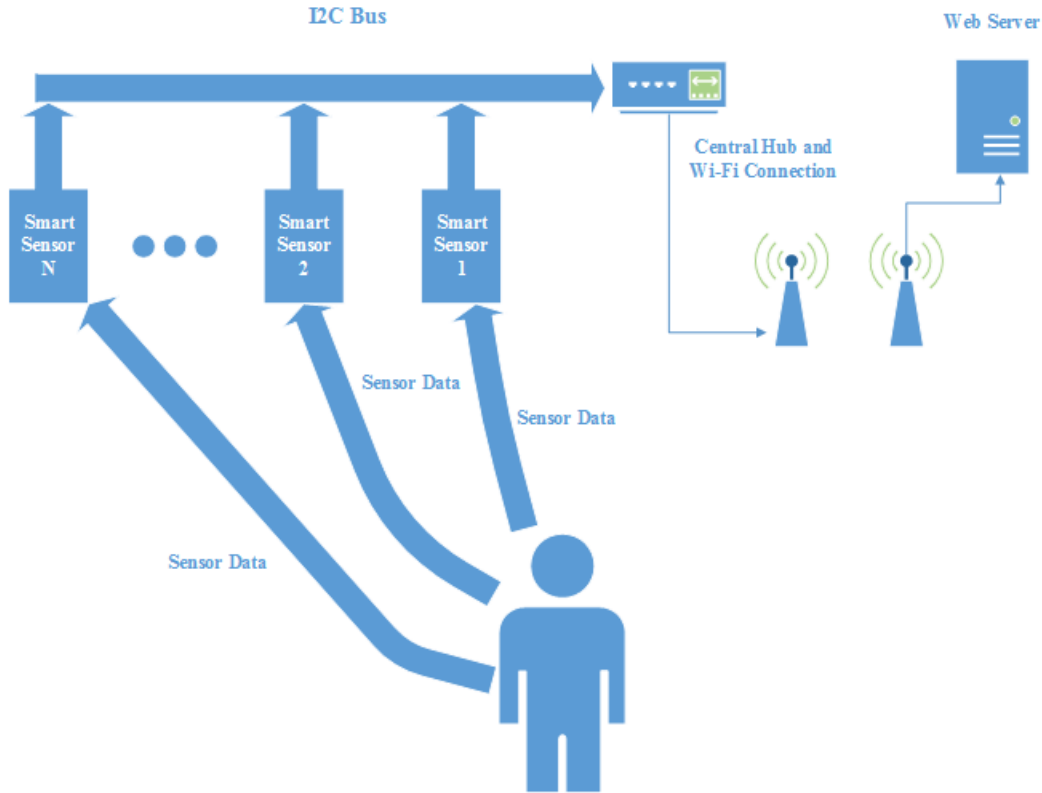 I2C Bus
Web Server
Central Hub and
Wi-Fi Connection
Smart
Sensor
N
Smart
Sensor
2
Smart
Sensor
1
Sensor Data
Sensor Data
Sensor Data